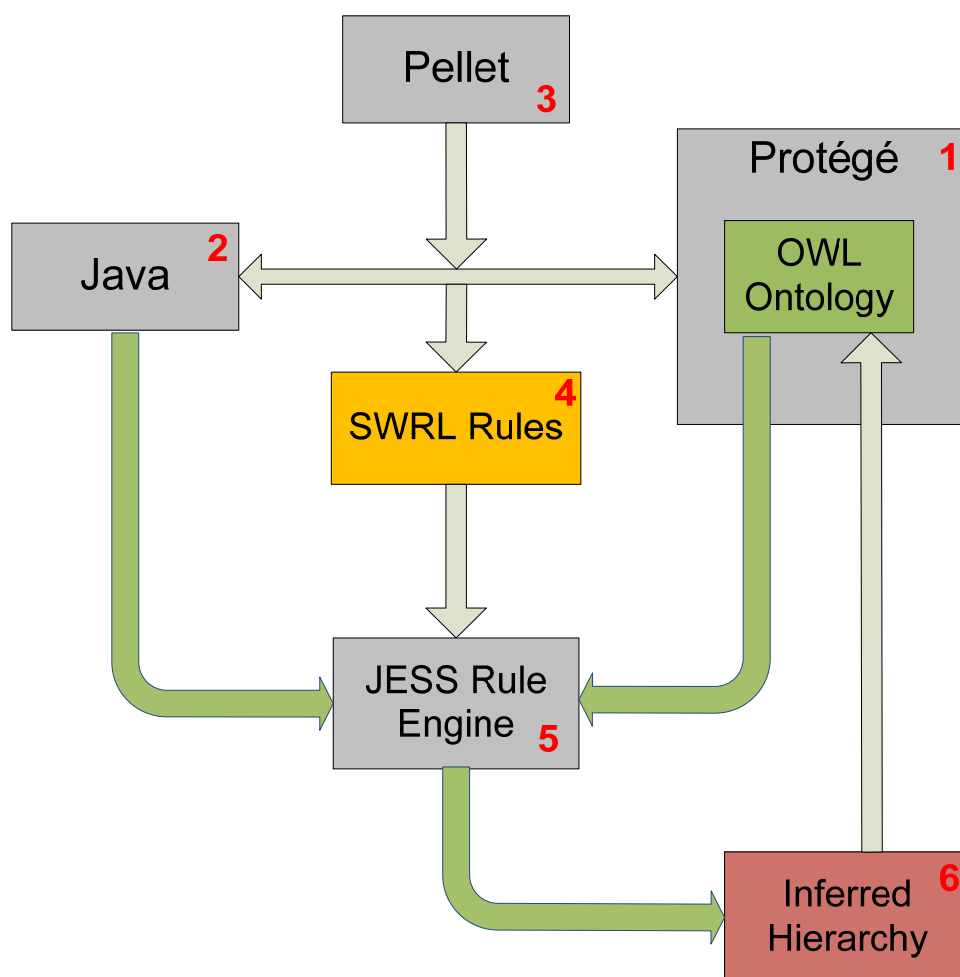 Pellet
3
Protégé
1
OWL
Ontology
Java
2
4
SWRL Rules
JESS Rule
Engine
5
6
Inferred
Hierarchy